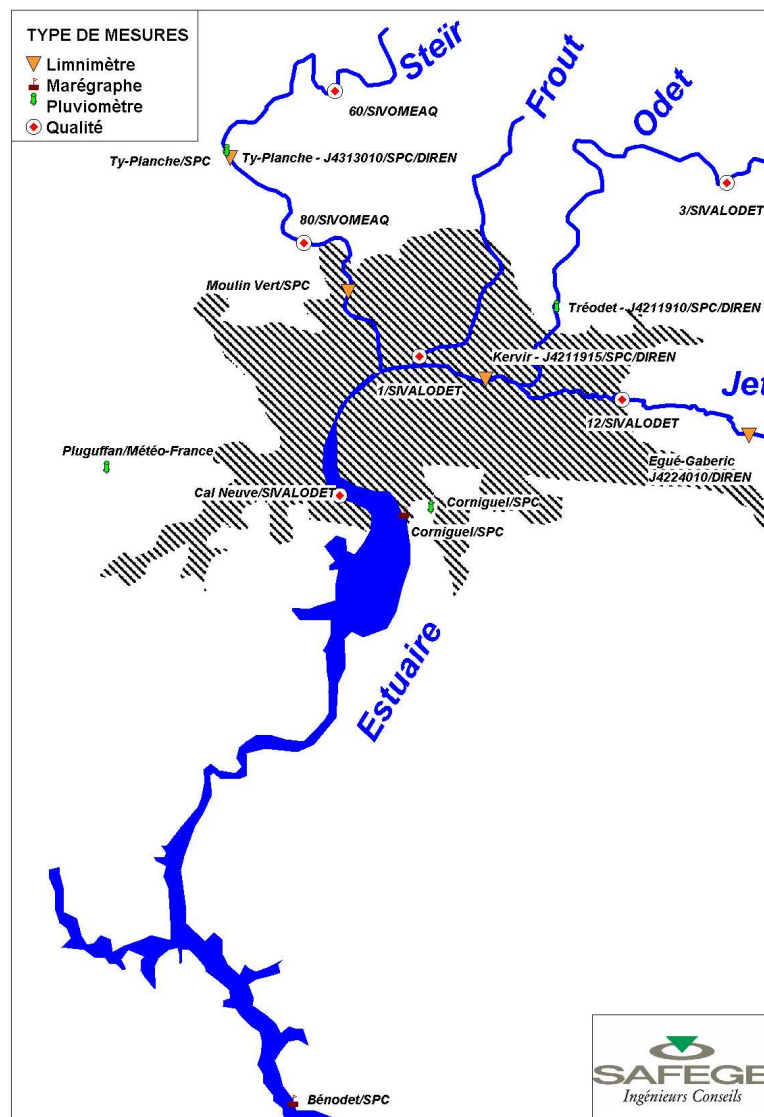 TYPE DE MESURES
Limnimètre
Marégraphe
Pluviomètre
Qualité
Steïr
Frout
Odet
60/SIVOMEAQ
Ty-Planche/SPC
Ty-Planche - J4313010/SPC/DIREN
3/SIVALODET
80/SIVOMEAQ
Moulin Vert/SPC
Tréodet - J4211910/SPC/DIREN
Kervir - J4211915/SPC/DIREN
Jet
1/SIVALODET
12/SIVALODET
Pluguffan/Météo-France
Egué-Gaberic
J4224010/DIREN
Cal Neuve/SIVALODET
Corniguel/SPC
Corniguel/SPC
Estuaire
Bénodet/SPC
SAFEGE
Ingénieurs Conseils